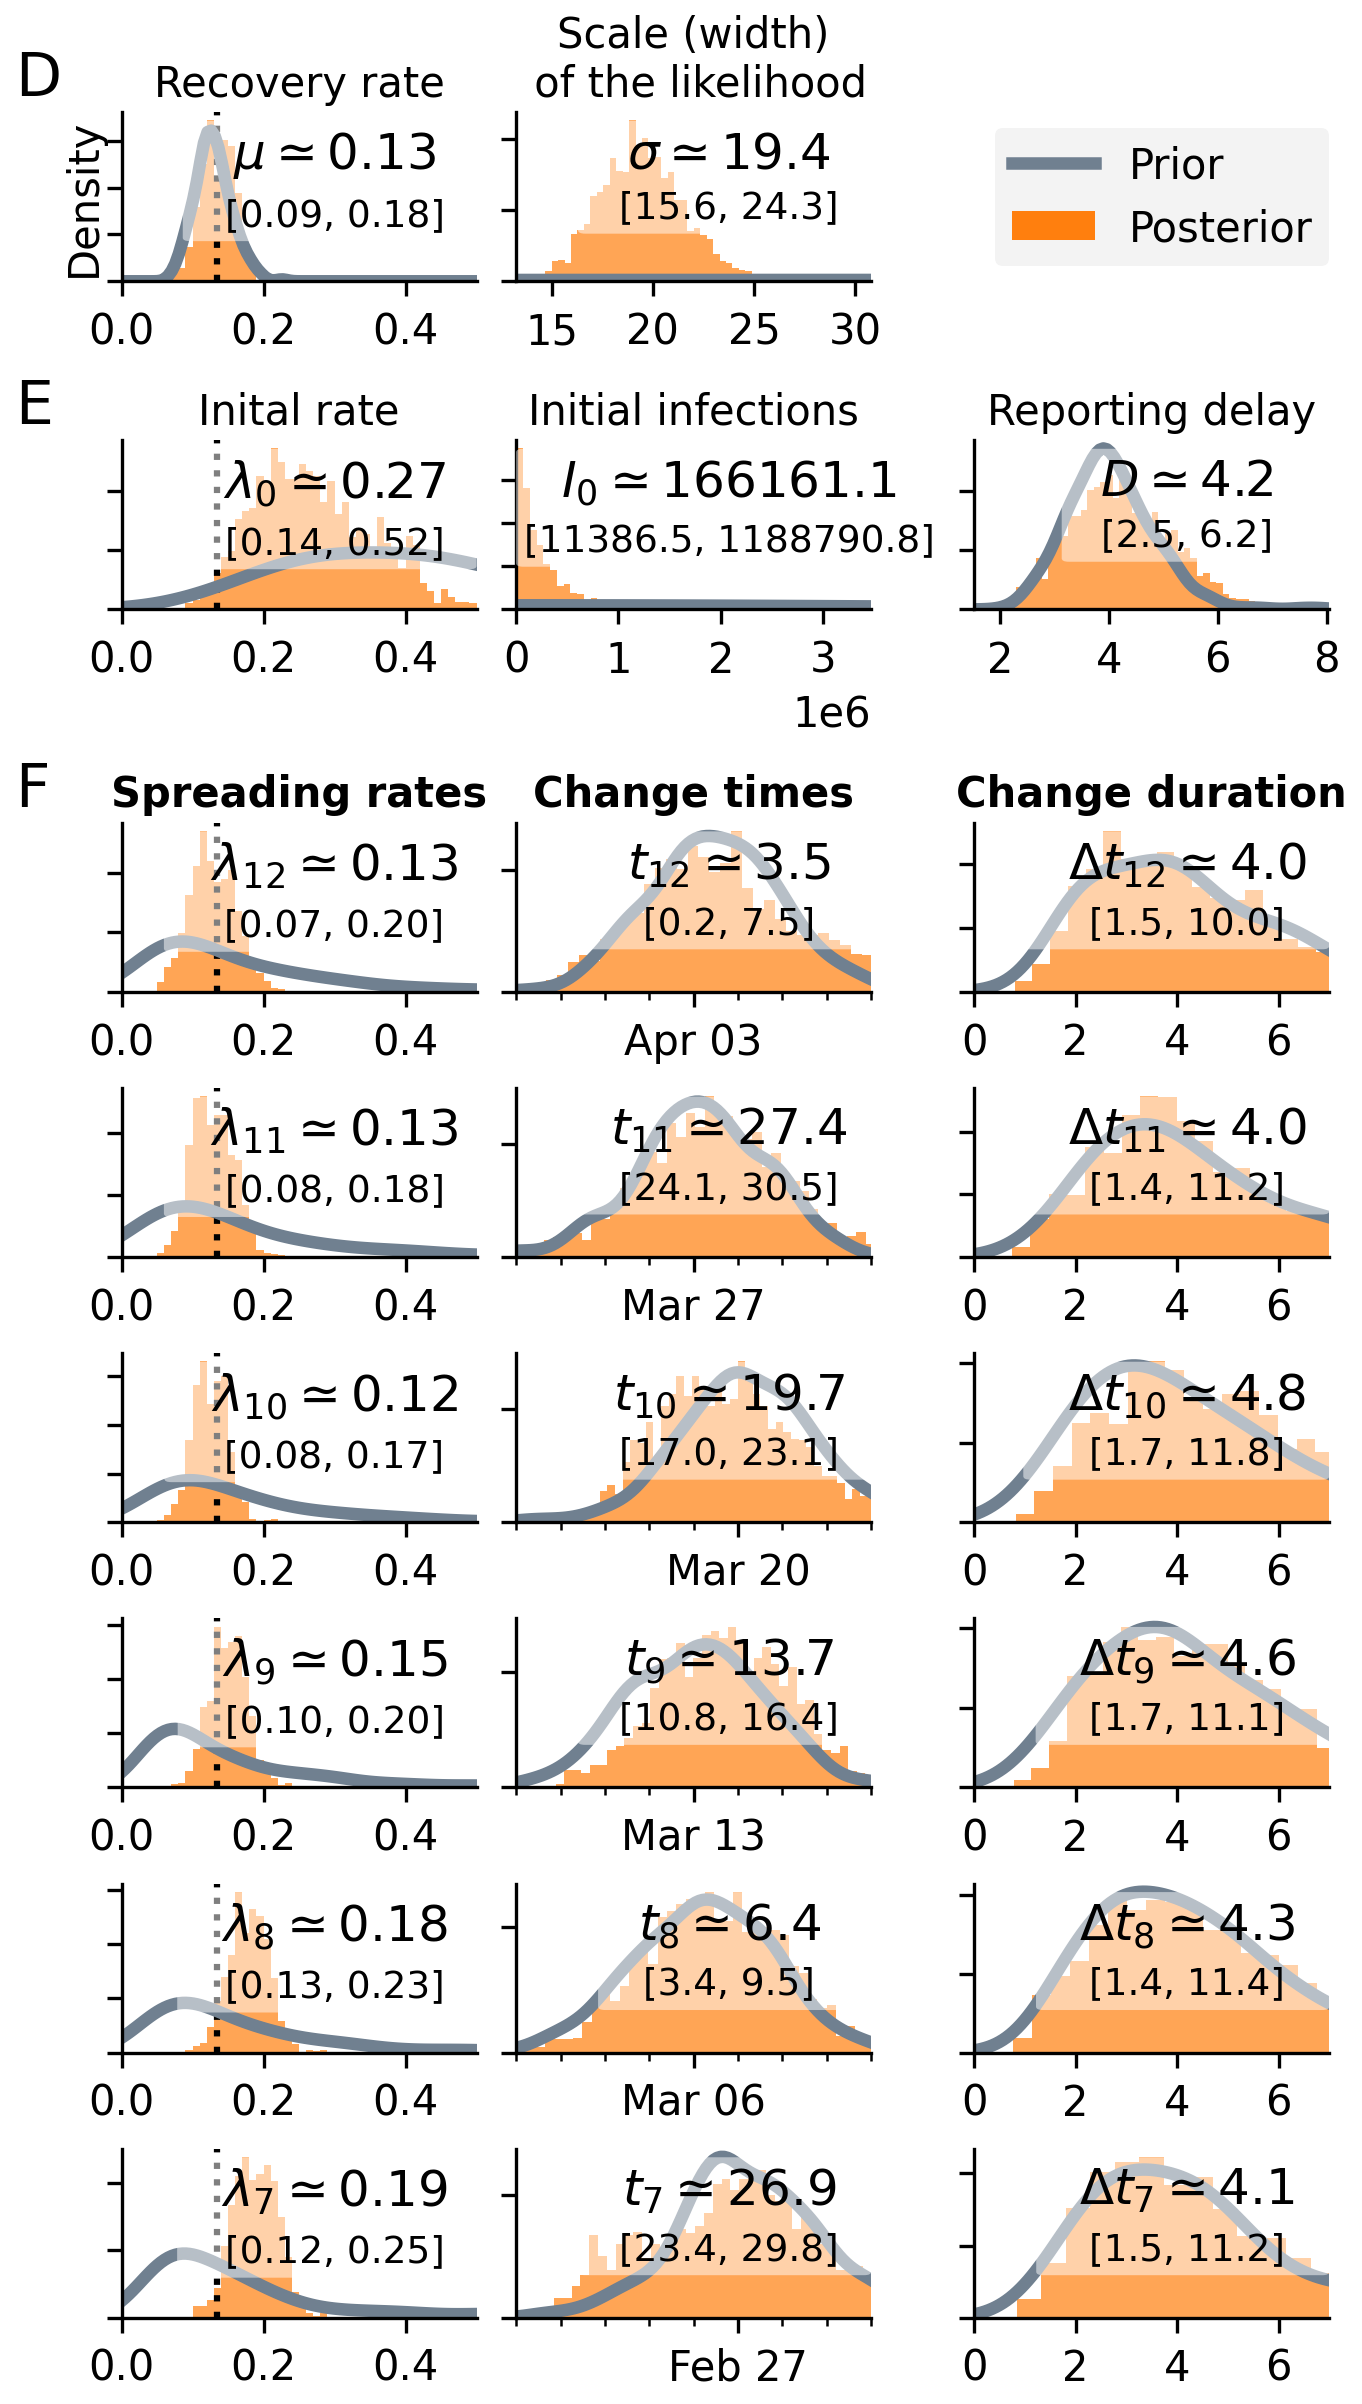 D
Recovery rate
Scale (width)
of the likelihood
Density
μ ≃ 0.13
[0.09, 0.18]
0.0 0.2 0.4
σ ≃ 19.4
[15.6, 24.3]
15 20 25 30
Prior
Posterior
E
Inital rate
λ0 ≃ 0.27
[0.14, 0.52]
0.0 0.2 0.4
Initial infections
I0 ≃ 166161.1
[11386.5, 1188790.8]
0 1 2 3
1e6
Reporting delay
D ≃ 4.2
[2.5, 6.2]
2 4 6 8
F
Spreading rates
Change times
Change duration
λ12 ≃ 0.13
[0.07, 0.20]
0.0 0.2 0.4
t12 ≃ 3.5
[0.2, 7.5]
Apr 03
Δt12 ≃ 4.0
[1.5, 10.0]
0 2 4 6
λ11 ≃ 0.13
[0.08, 0.18]
0.0 0.2 0.4
t11 ≃ 27.4
[24.1, 30.5]
Mar 27
Δt11 ≃ 4.0
[1.4, 11.2]
0 2 4 6
λ10 ≃ 0.12
[0.08, 0.17]
0.0 0.2 0.4
t10 ≃ 19.7
[17.0, 23.1]
Mar 20
Δt10 ≃ 4.8
[1.7, 11.8]
0 2 4 6
λ9 ≃ 0.15
[0.10, 0.20]
0.0 0.2 0.4
t9 ≃ 13.7
[10.8, 16.4]
Mar 13
Δt9 ≃ 4.6
[1.7, 11.1]
0 2 4 6
λ8 ≃ 0.18
[0.13, 0.23]
0.0 0.2 0.4
t8 ≃ 6.4
[3.4, 9.5]
Mar 06
Δt8 ≃ 4.3
[1.4, 11.4]
0 2 4 6
λ7 ≃ 0.19
[0.12, 0.25]
0.0 0.2 0.4
t7 ≃ 26.9
[23.4, 29.8]
Feb 27
Δt7 ≃ 4.1
[1.5, 11.2]
0 2 4 6